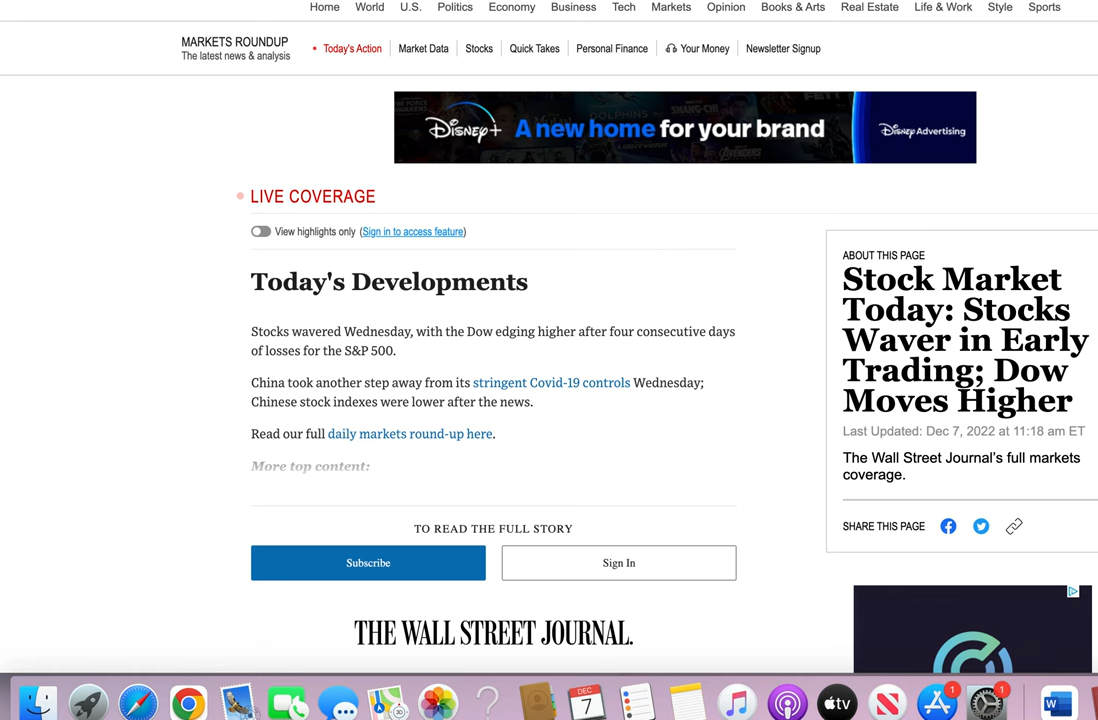 Home World U.S. Politics Economy Business Tech Markets Opinion Books & Arts Real Estate Life & Work Style Sports
MARKETS ROUNDUP
The latest news & analysis
• Today's Action Market Data Stocks Quick Takes Personal Finance Your Money Newsletter Signup
Disney+ A new home for your brand Disney Advertising
LIVE COVERAGE
View highlights only (Sign in to access feature)
Today's Developments
Stocks wavered Wednesday, with the Dow edging higher after four consecutive days
of losses for the S&P 500.
China took another step away from its stringent Covid-19 controls Wednesday;
Chinese stock indexes were lower after the news.
Read our full daily markets round-up here.
More top content:
TO READ THE FULL STORY
Subscribe
Sign In
THE WALL STREET JOURNAL.
ABOUT THIS PAGE
Stock Market
Today: Stocks
Waver in Early
Trading; Dow
Moves Higher
Last Updated: Dec 7, 2022 at 11:18 am ET
The Wall Street Journal's full markets
coverage.
SHARE THIS PAGE
3D
?
DEC
7
tv
1
1
W